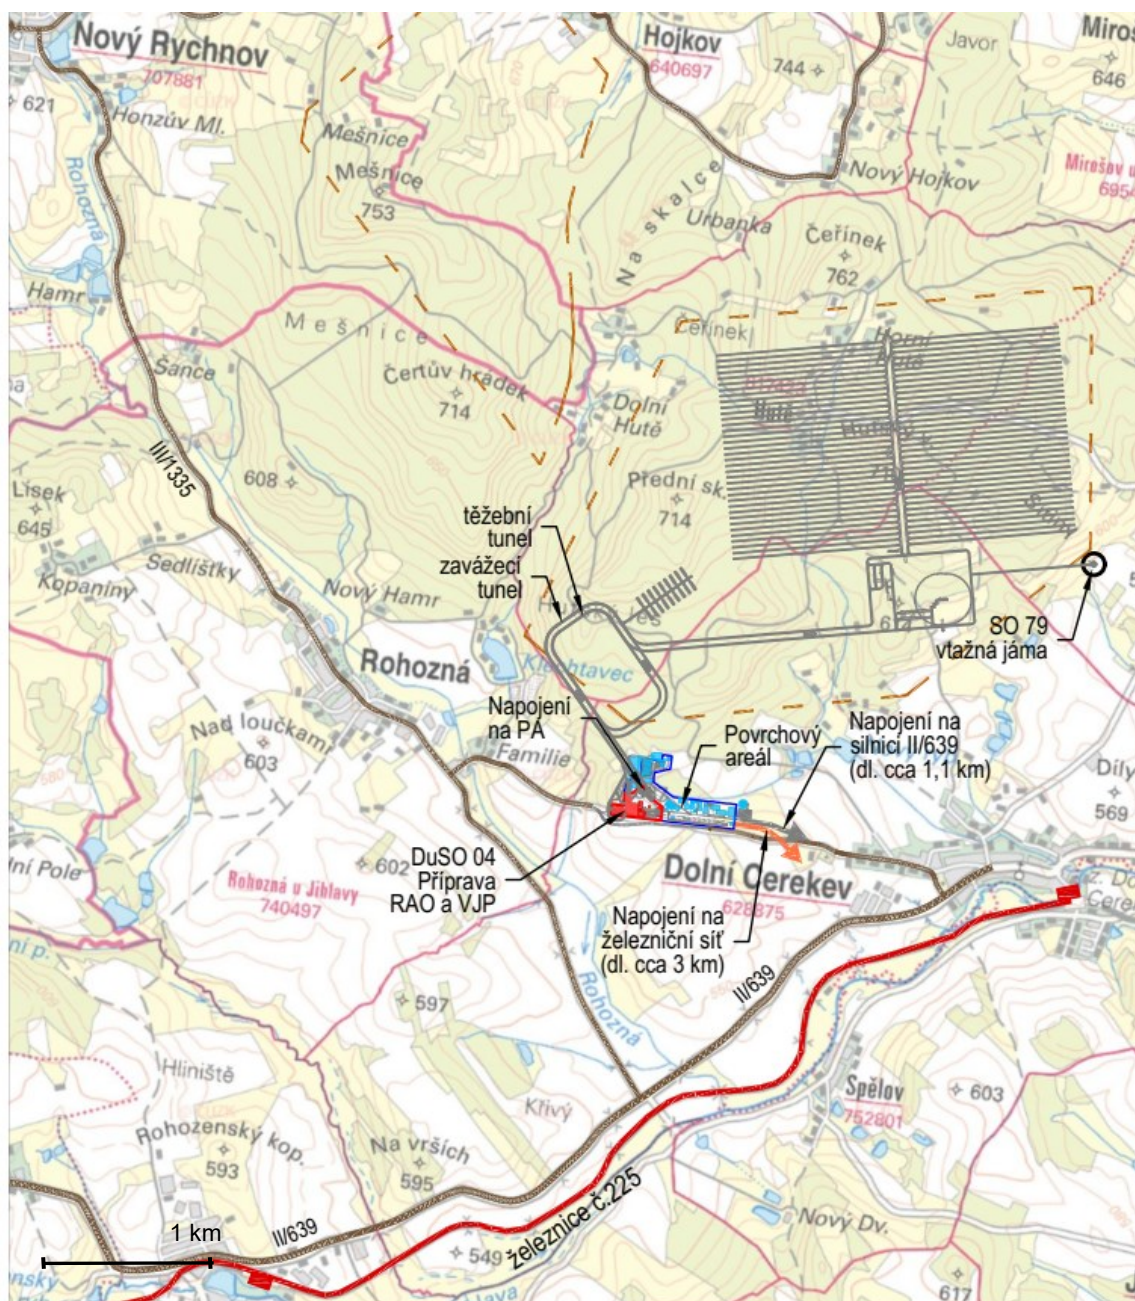 Nový Rychnov
707881
Hojkov
640697
744
Javor
Miros
646
621
Honzův Ml.
Mešnice
Mešnice
753
Rohozná
Nový Hojkov
Mirošov u
6954
Na skalce
Urbanka
Čeřínek
762
Hamr
Mešnice
Čeřínek
Horní
Hutě
Šance
Čertův hrádek
714
Dolní
Hutě
Hutě
III/1335
608
Přední sk.
714
Lísek
645
těžební
tunel
zavážecí
tunel
Sedlíšťky
Kopaniny
Nový Hamr
SO 79
vtažná jáma
Rohozná
Klechtavec
Napojení
na PA
Nad loučkami
603
Familie
Povrchový
areál
Napojení na
silnici II/639
(dl. cca 1,1 km)
Díly
569
DuSO 04
Příprava
RAO a VJP
602
Rohozná u Jihlavy
740497
dní Pole
Dolní Cerekev
628875
Napojení na
železniční síť
(dl. cca 3 km)
II/639
Rohozná
597
Hliniště
Křivý
Spělov
752801
603
Rohozenský kop.
593
Na vrších
595
železnice č.225
Nový Dv.
1 km
II/639
549
617